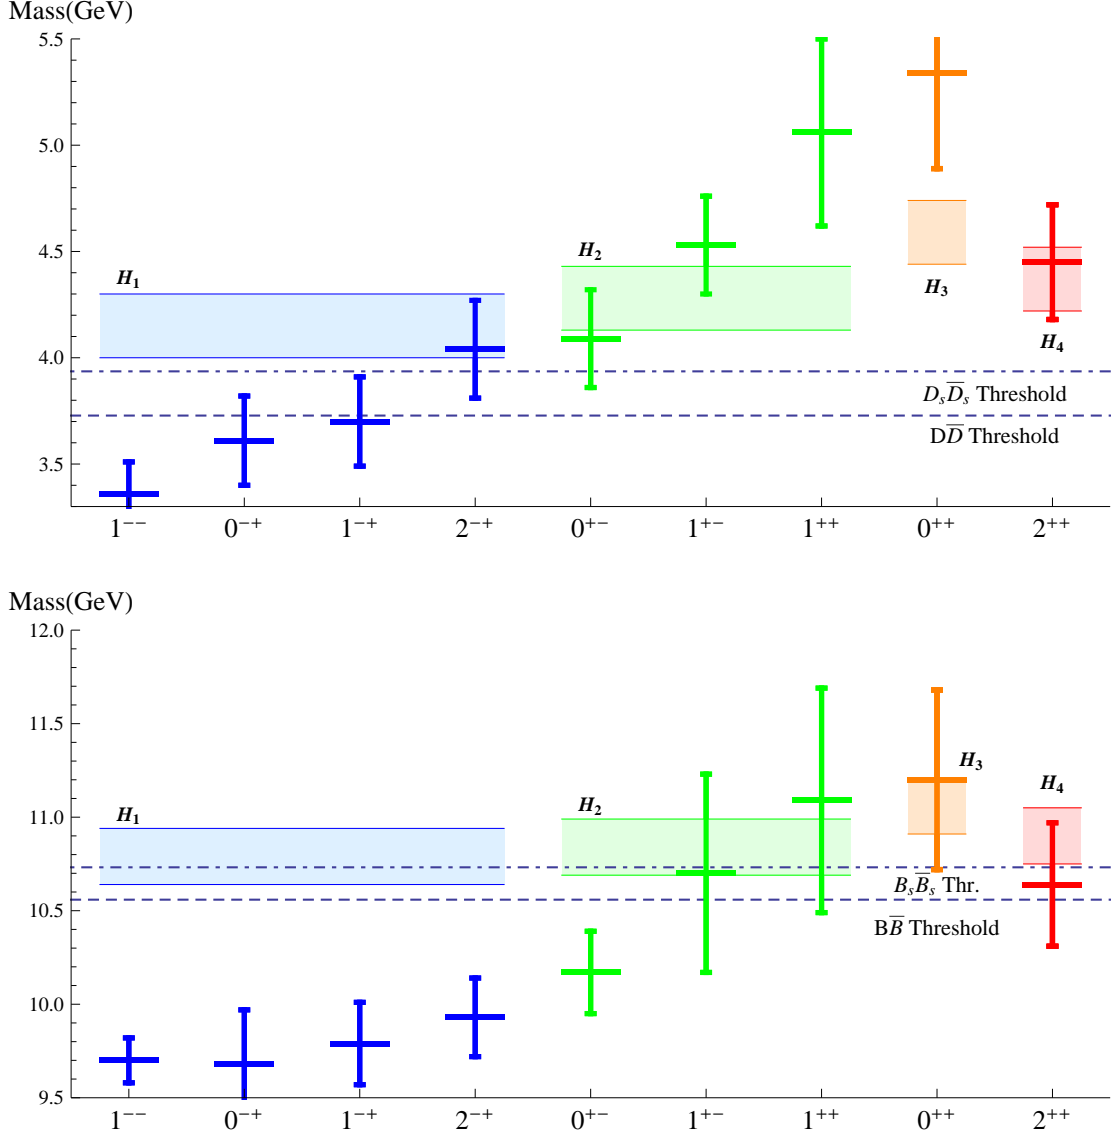 Mass(GeV)
5.5
5.0
4.5
4.0
3.5
H₁
H₂
H₃
H₄
DₛD̅ₛ Threshold
DD̅ Threshold
1⁻⁻ 0⁻⁺ 1⁻⁺ 2⁻⁺ 0⁺⁻ 1⁺⁻ 1⁺⁺ 0⁺⁺ 2⁺⁺
Mass(GeV)
12.0
11.5
11.0
10.5
10.0
9.5
H₁
H₂
H₃
H₄
BₛB̅ₛ Thr.
BB̅ Threshold
1⁻⁻ 0⁻⁺ 1⁻⁺ 2⁻⁺ 0⁺⁻ 1⁺⁻ 1⁺⁺ 0⁺⁺ 2⁺⁺